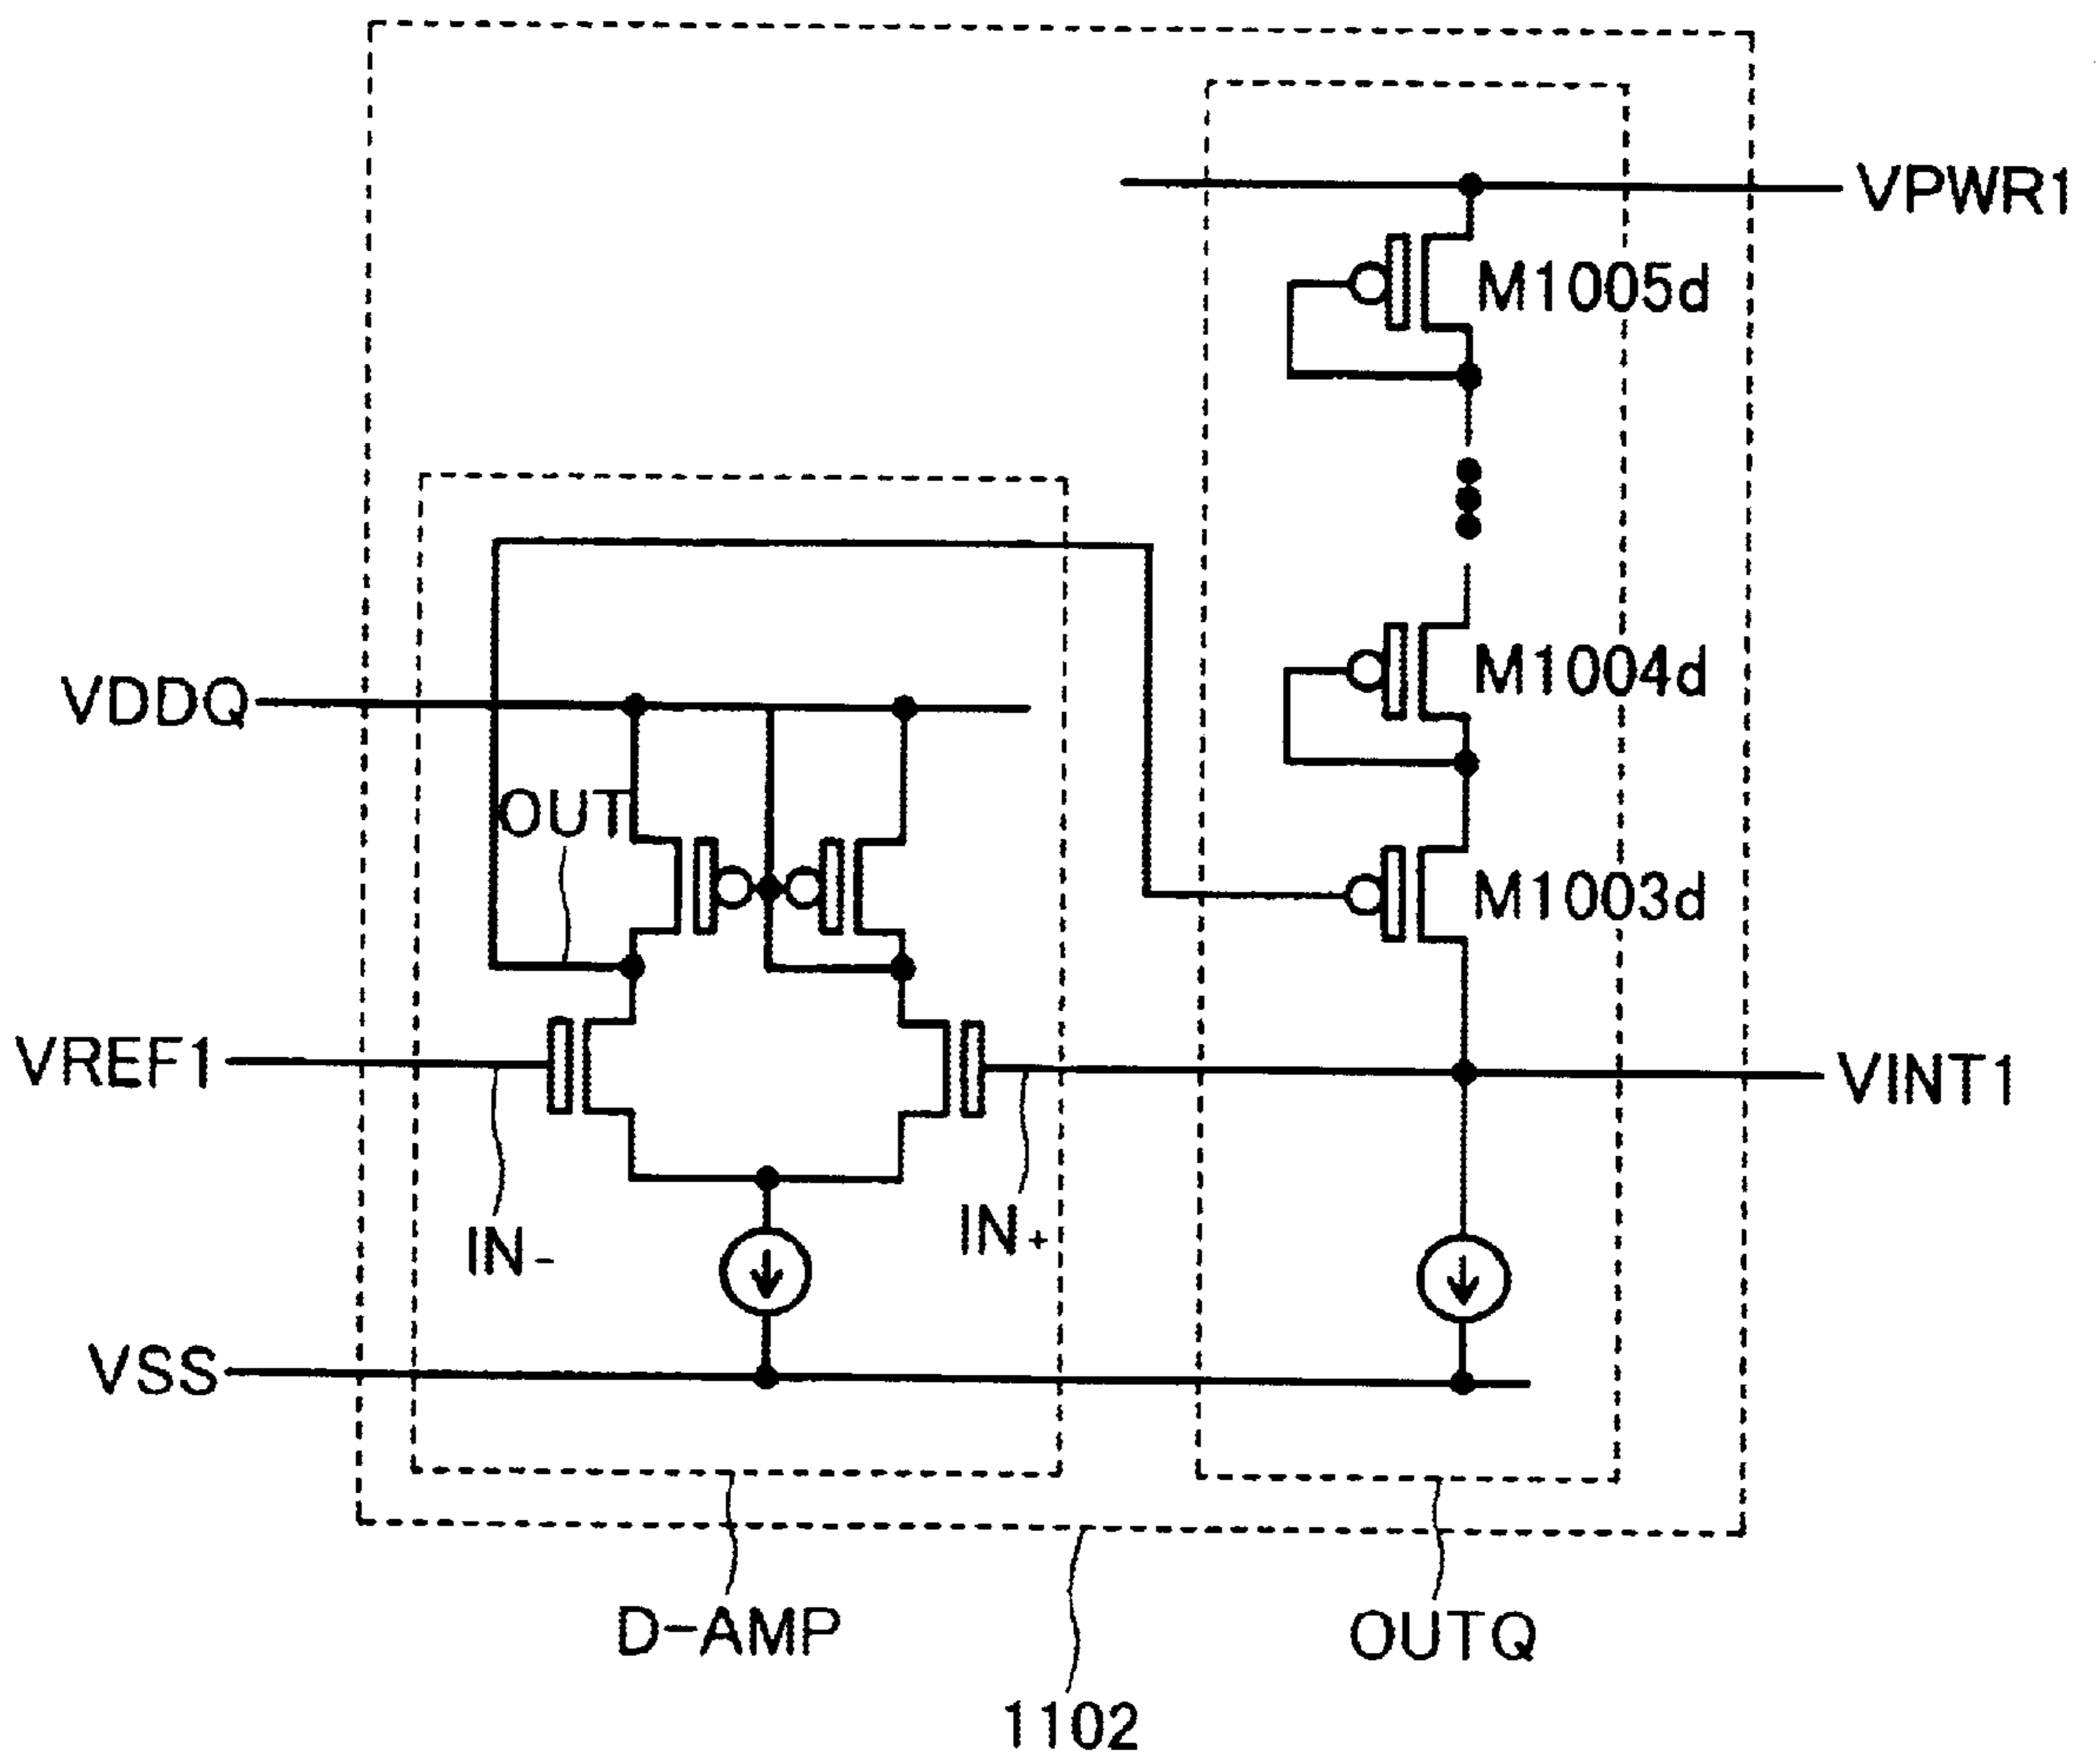 VPWR1
M1005d
M1004d
VDDQ
OUT
M1003d
VREF1
VINT1
IN-
IN+
VSS
D-AMP
OUTQ
1102